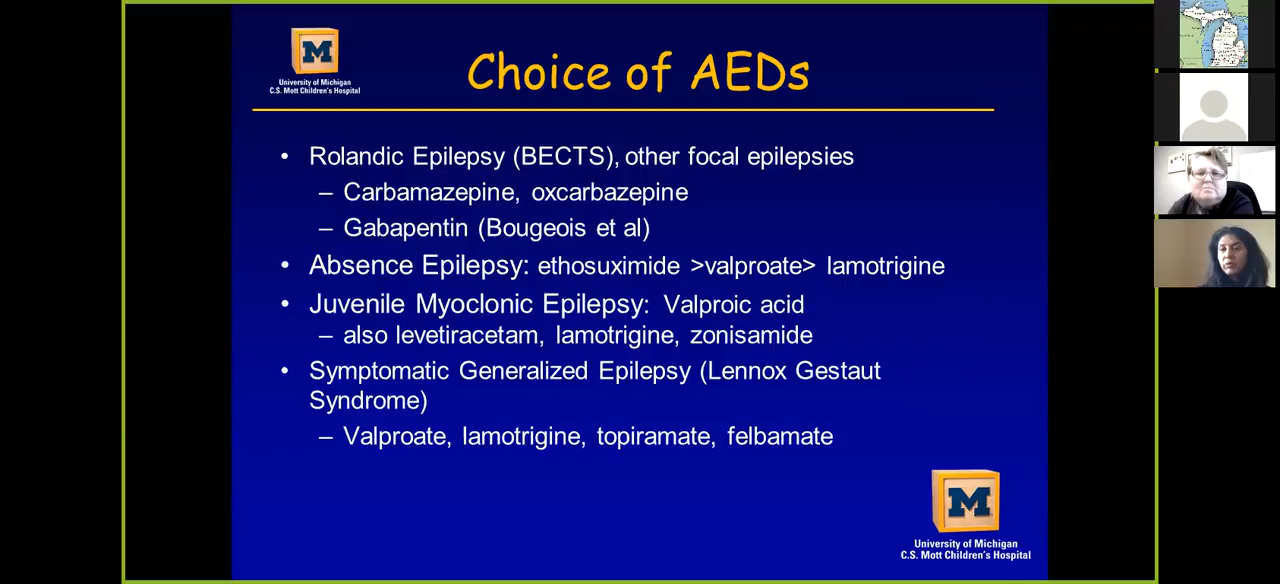 M
University of Michigan
C.S. Mott Children's Hospital
Choice of AEDs
• Rolandic Epilepsy (BECTS), other focal epilepsies
– Carbamazepine, oxcarbazepine
– Gabapentin (Bougeois et al)
• Absence Epilepsy: ethosuximide >valproate> lamotrigine
• Juvenile Myoclonic Epilepsy: Valproic acid
– also levetiracetam, lamotrigine, zonisamide
• Symptomatic Generalized Epilepsy (Lennox Gestaut
Syndrome)
– Valproate, lamotrigine, topiramate, felbamate
M
University of Michigan
C.S. Mott Children's Hospital